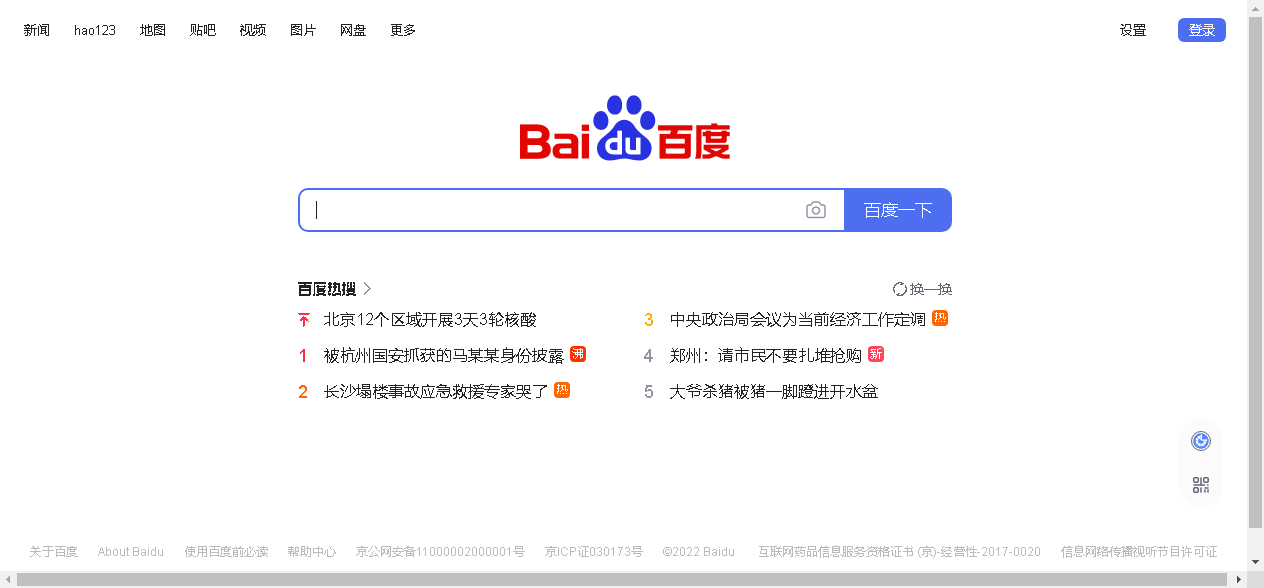 新闻 hao123 地图 贴吧 视频 图片 网盘 更多 设置 登录
Bai du 百度
百度一下
百度热搜 换一换
北京12个区域开展3天3轮核酸
1 被杭州国安抓获的马某某身份披露 沸
2 长沙塌楼事故应急救援专家哭了 热
3 中央政治局会议为当前经济工作定调 热
4 郑州：请市民不要扎堆抢购 新
5 大爷杀猪被猪一脚蹬进开水盆
关于百度 About Baidu 使用百度前必读 帮助中心 京公网安备11000002000001号 京ICP证030173号 ©2022 Baidu 互联网药品信息服务资格证书 (京)-经营性-2017-0020 信息网络传播视听节目许可证